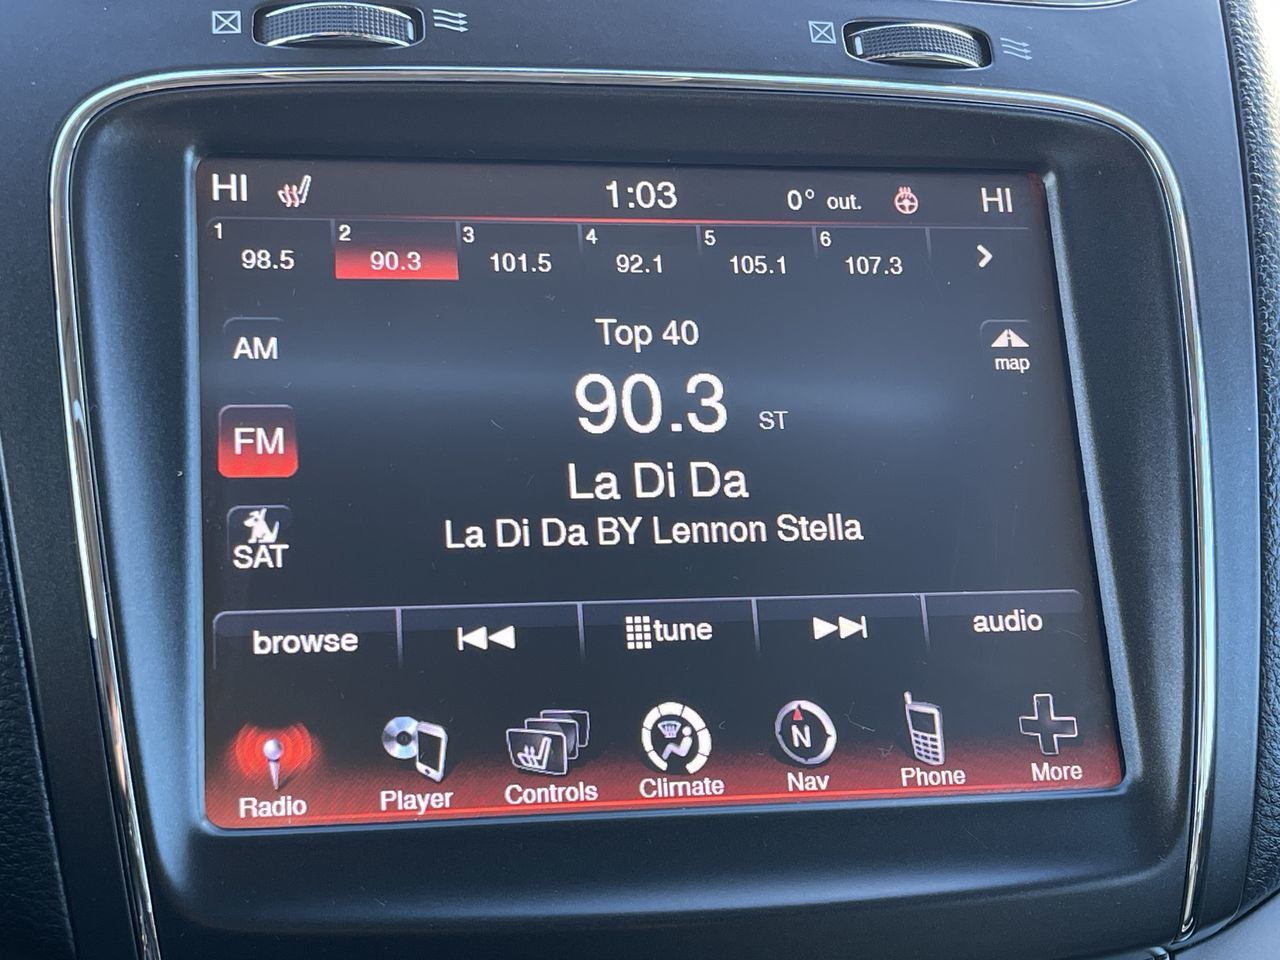 HI 1:03 0° out. HI
1 2 3 4 5 6
98.5 90.3 101.5 92.1 105.1 107.3
AM
Top 40
map
90.3 ST
FM
La Di Da
La Di Da BY Lennon Stella
SAT
browse tune audio
N
Radio Player Controls Climate Nav Phone More